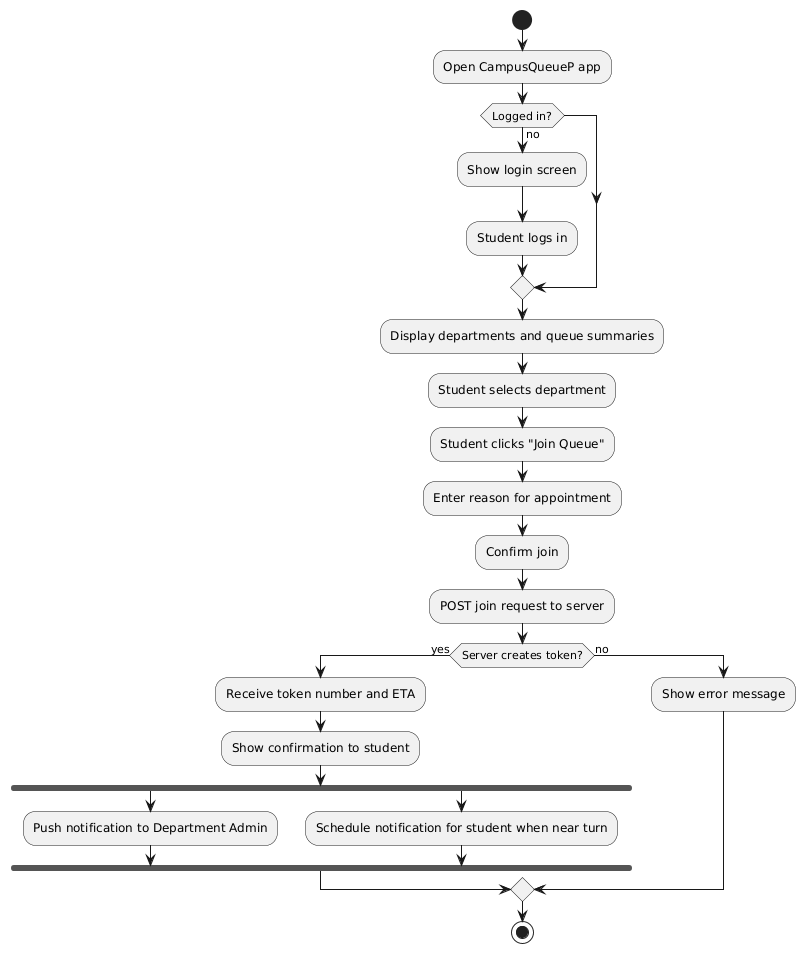 Open CampusQueueP app
Logged in?
no
Show login screen
Student logs in
Display departments and queue summaries
Student selects department
Student clicks "Join Queue"
Enter reason for appointment
Confirm join
POST join request to server
yes
Server creates token?
no
Receive token number and ETA
Show error message
Show confirmation to student
Push notification to Department Admin
Schedule notification for student when near turn